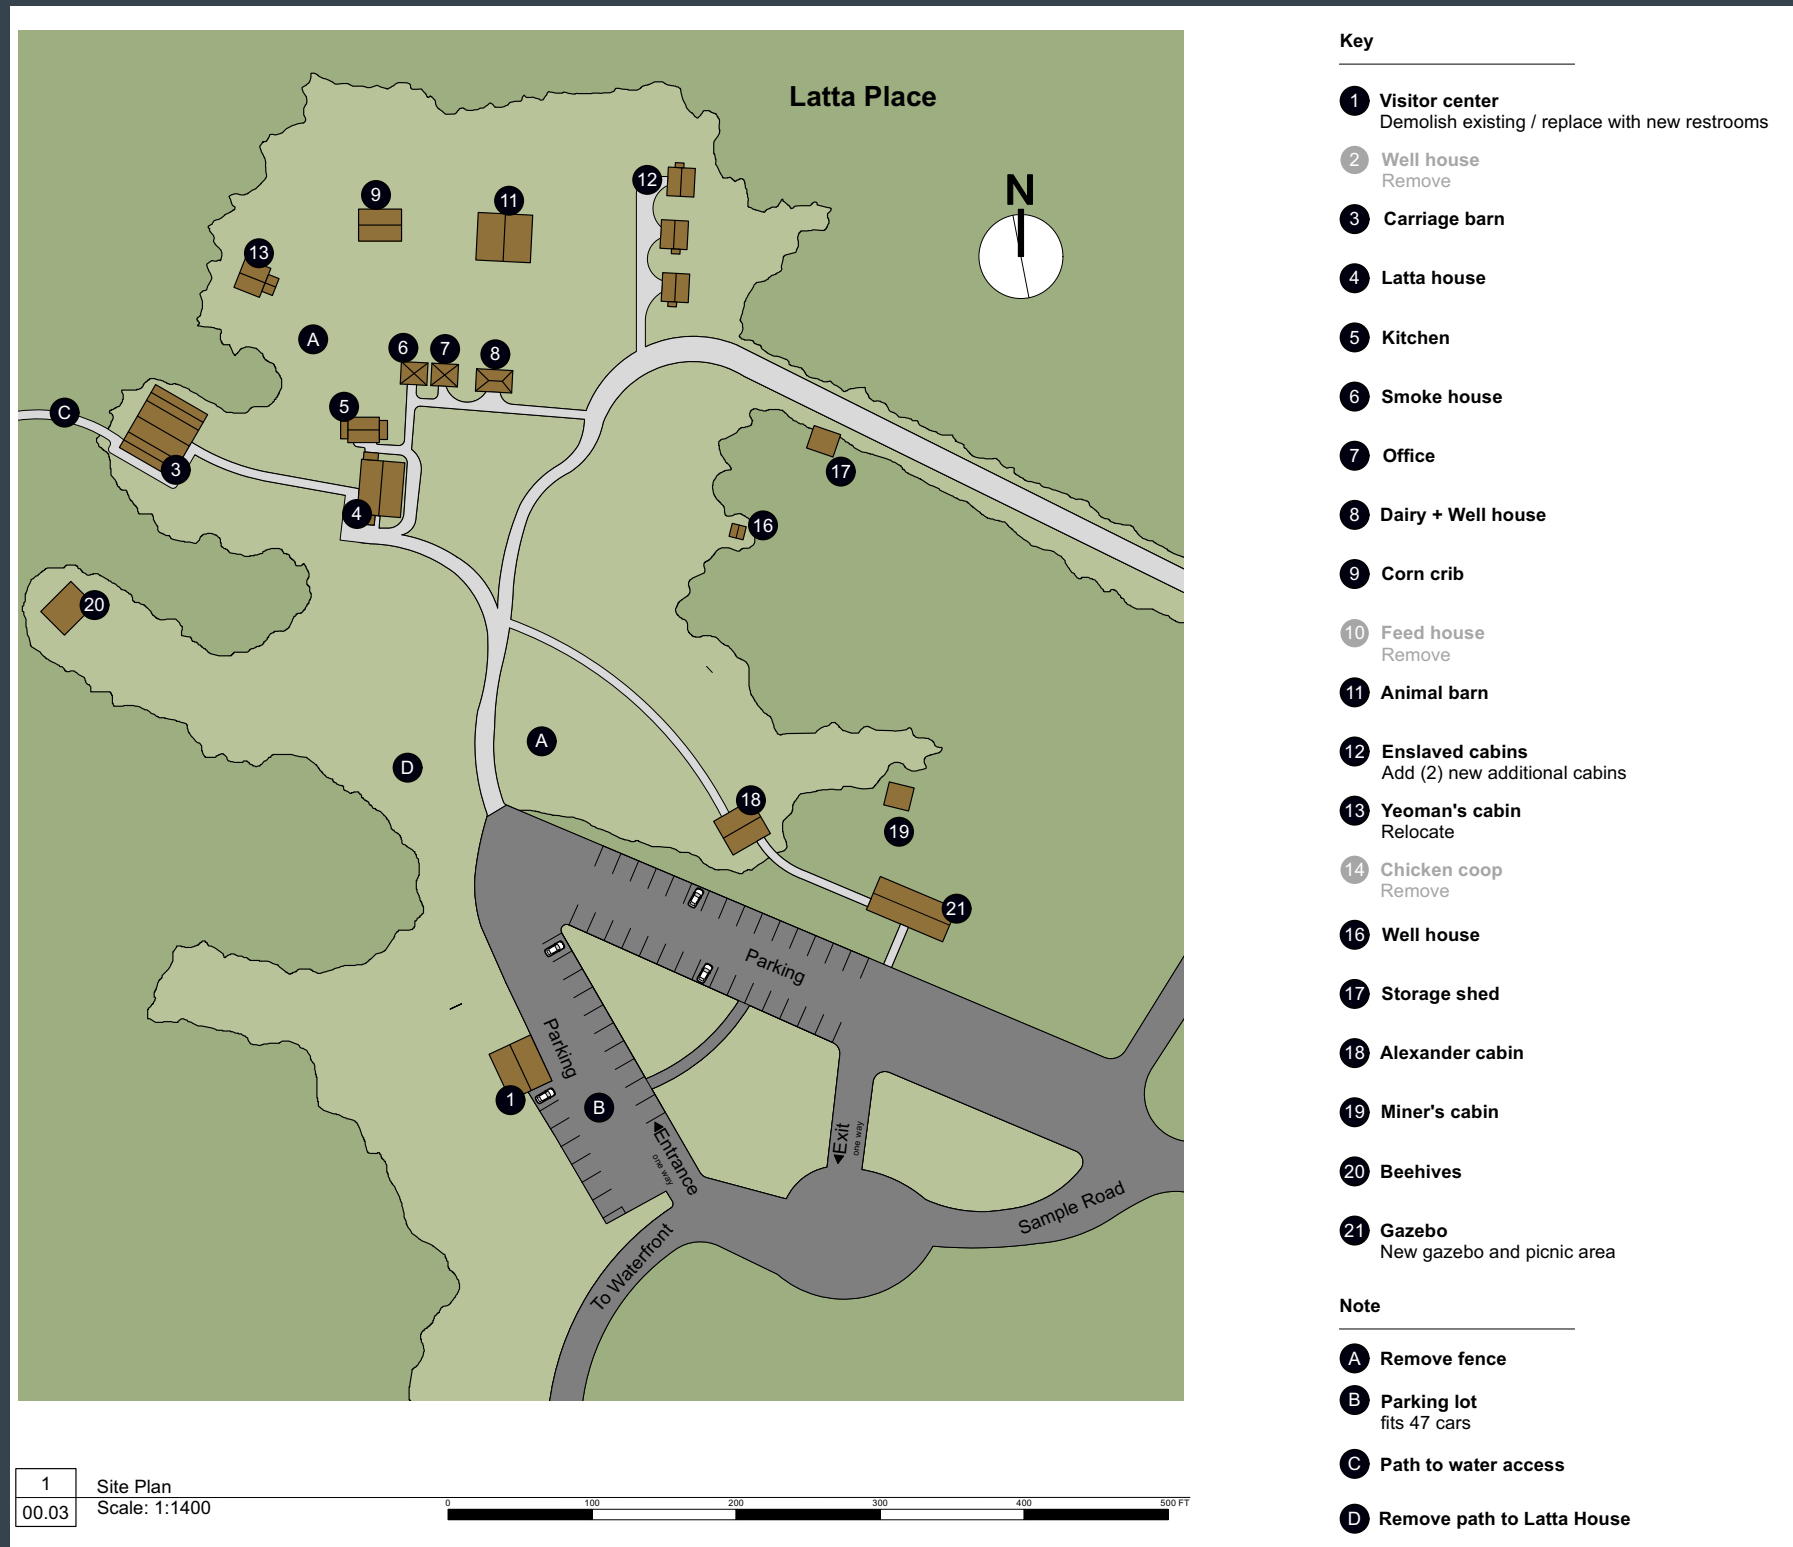 Latta Place
N
9
11
12
13
A
6
7
8
5
C
3
4
17
16
20
A
D
18
19
21
Parking
Parking
1
B
Entrance
one way
Exit
one way
Sample Road
To Waterfront
Key
1 Visitor center
Demolish existing / replace with new restrooms
2 Well house
Remove
3 Carriage barn
4 Latta house
5 Kitchen
6 Smoke house
7 Office
8 Dairy + Well house
9 Corn crib
10 Feed house
Remove
11 Animal barn
12 Enslaved cabins
Add (2) new additional cabins
13 Yeoman's cabin
Relocate
14 Chicken coop
Remove
16 Well house
17 Storage shed
18 Alexander cabin
19 Miner's cabin
20 Beehives
21 Gazebo
New gazebo and picnic area
Note
A Remove fence
B Parking lot
fits 47 cars
C Path to water access
D Remove path to Latta House
1
00.03
Site Plan
Scale: 1:1400
0 100 200 300 400 500 FT